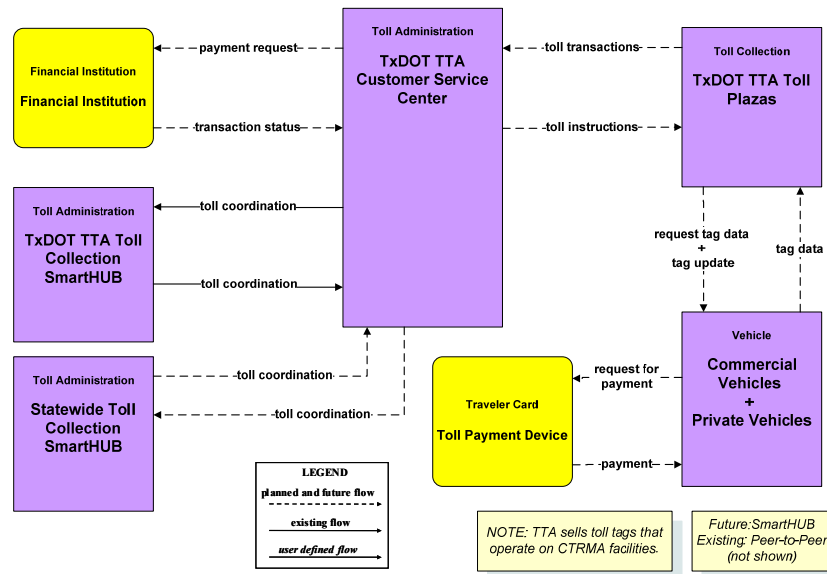 Financial Institution
Financial Institution
payment request
transaction status
Toll Administration
TxDOT TTA
Customer Service
Center
toll transactions
toll instructions
Toll Collection
TxDOT TTA Toll
Plazas
Toll Administration
TxDOT TTA Toll
Collection
SmartHUB
toll coordination
toll coordination
request tag data
+
tag update
tag data
Toll Administration
Statewide Toll
Collection
SmartHUB
toll coordination
toll coordination
Traveler Card
Toll Payment Device
request for
payment
payment
Vehicle
Commercial
Vehicles
+
Private Vehicles
LEGEND
planned and future flow
existing flow
user defined flow
NOTE: TTA sells toll tags that
operate on CTRMA facilities.
Future:SmartHUB
Existing: Peer-to-Peer
(not shown)